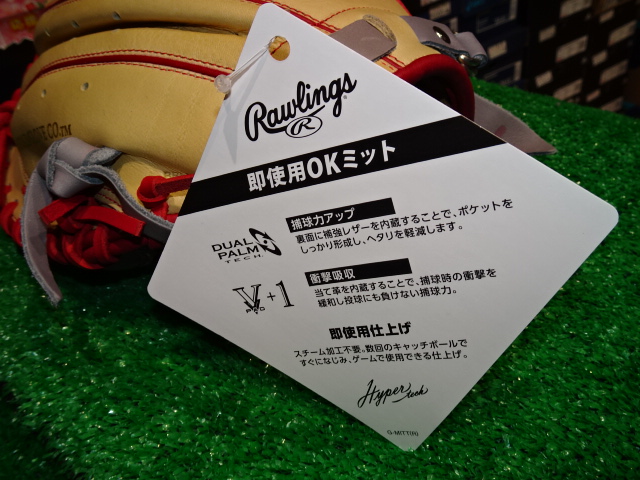 Rawlings
R
即使用OKミット
DUAL
PALM
TECH.
捕球力アップ
裏面に補強レザーを内蔵することで、ポケットを
しっかり形成し、ヘタリを軽減します。
V+1
PRO
衝撃吸収
当て革を内蔵することで、捕球時の衝撃を
緩和し投球にも負けない捕球力。
即使用仕上げ
スチーム加工不要。数回のキャッチボールで
すぐになじみ、ゲームで使用できる仕上げ。
Hyper tech
G-MITT(H)
CO.TM